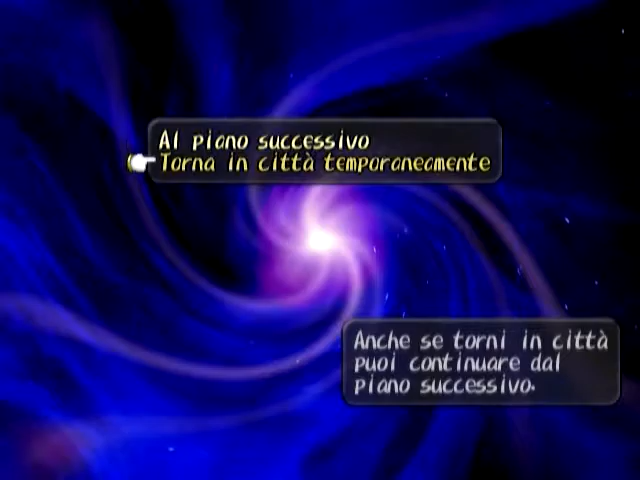 Al piano successivo
Torna in città temporaneamente
Anche se torni in città
puoi continuare dal
piano successivo.